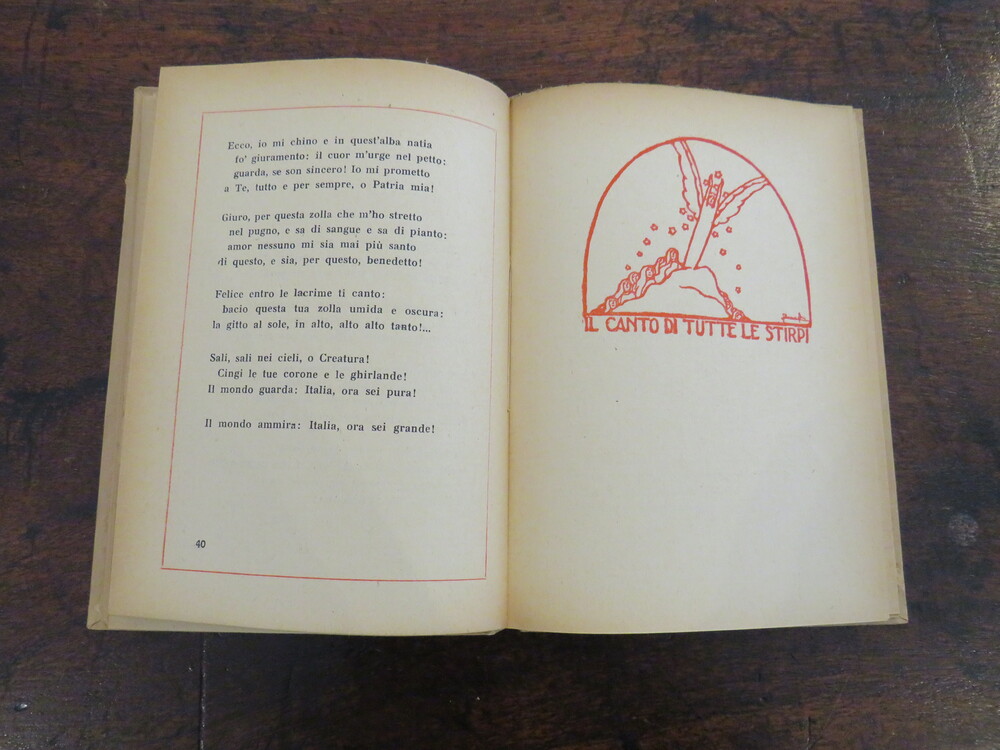 Ecco, io mi chino e in quest'alba natia
fo' giuramento: il cuor m'urge nel petto:
guarda, se son sincero! Io mi prometto
a Te, tutto e per sempre, o Patria mia!
Giuro, per questa zolla che m'ho stretto
nel pugno, e sa di sangue e sa di pianto:
amor nessuno mi sia mai più santo
di questo, e sia, per questo, benedetto!
Felice entro le lacrime ti canto:
bacio questa tua zolla umida e oscura:
la gitto al sole, in alto, alto alto tanto!...
Sali, sali nei cieli, o Creatura!
Cingi le tue corone e le ghirlande!
Il mondo guarda: Italia, ora sei pura!
Il mondo ammira: Italia, ora sei grande!
40
IL CANTO DI TUTTE LE STIRPI